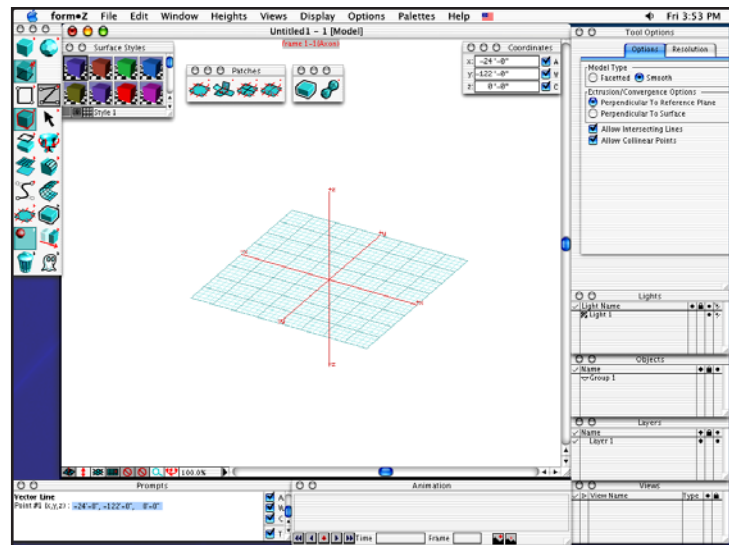 form•Z File Edit Window Heights Views Display Options Palettes Help Fri 3:53 PM
Untitled1 - 1 [Model]
frame 1-1(Axon)
Surface Styles
Style 1
Patches
Coordinates
x: -24'-0" A
y: -122'-0" W
z: 0'-0" C
Tool Options
Options Resolution
Model Type
Facetted Smooth
Extrusion/Convergence Options
Perpendicular To Reference Plane
Perpendicular To Surface
Allow Intersecting Lines
Allow Collinear Points
Lights
Light Name
Light 1
Objects
Name
Group 1
Layers
Name
Layer 1
100.0%
Prompts
Vector Line
Point #1 (x,y,z) : -24'-0", -122'-0", 0'-0"
A
W
C
T
Animation
Time Frame
Views
View Name Type